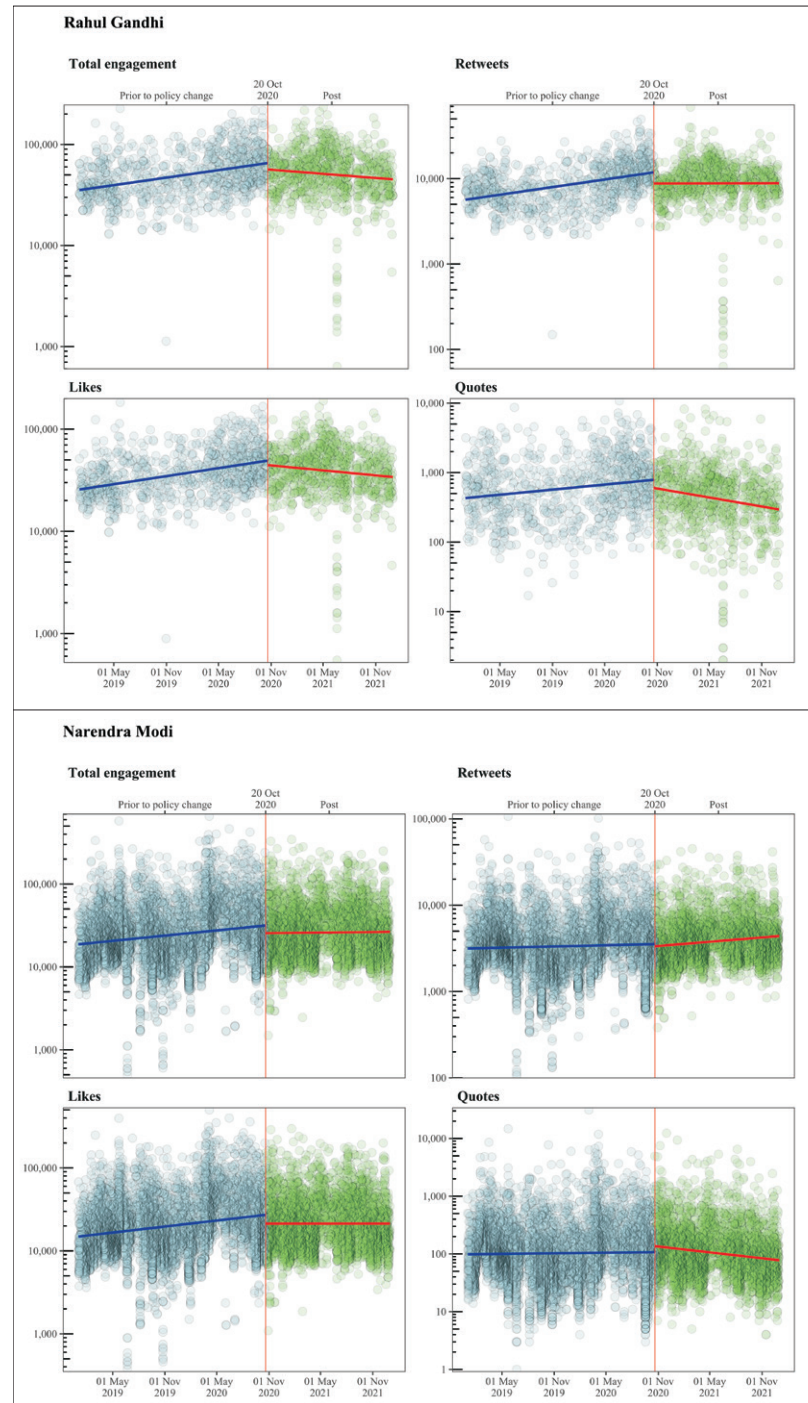 Rahul Gandhi
Total engagement
Retweets
20 Oct
2020
Prior to policy change
Post
20 Oct
2020
Prior to policy change
Post
100,000
10,000
1,000
10,000
1,000
100
Likes
Quotes
100,000
10,000
1,000
10,000
1,000
100
10
01 May
2019
01 Nov
2019
01 May
2020
01 Nov
2020
01 May
2021
01 Nov
2021
01 May
2019
01 Nov
2019
01 May
2020
01 Nov
2020
01 May
2021
01 Nov
2021
Narendra Modi
Total engagement
Retweets
20 Oct
2020
Prior to policy change
Post
20 Oct
2020
Prior to policy change
Post
100,000
10,000
1,000
100,000
10,000
1,000
100
Likes
Quotes
100,000
10,000
1,000
10,000
1,000
100
10
1
01 May
2019
01 Nov
2019
01 May
2020
01 Nov
2020
01 May
2021
01 Nov
2021
01 May
2019
01 Nov
2019
01 May
2020
01 Nov
2020
01 May
2021
01 Nov
2021